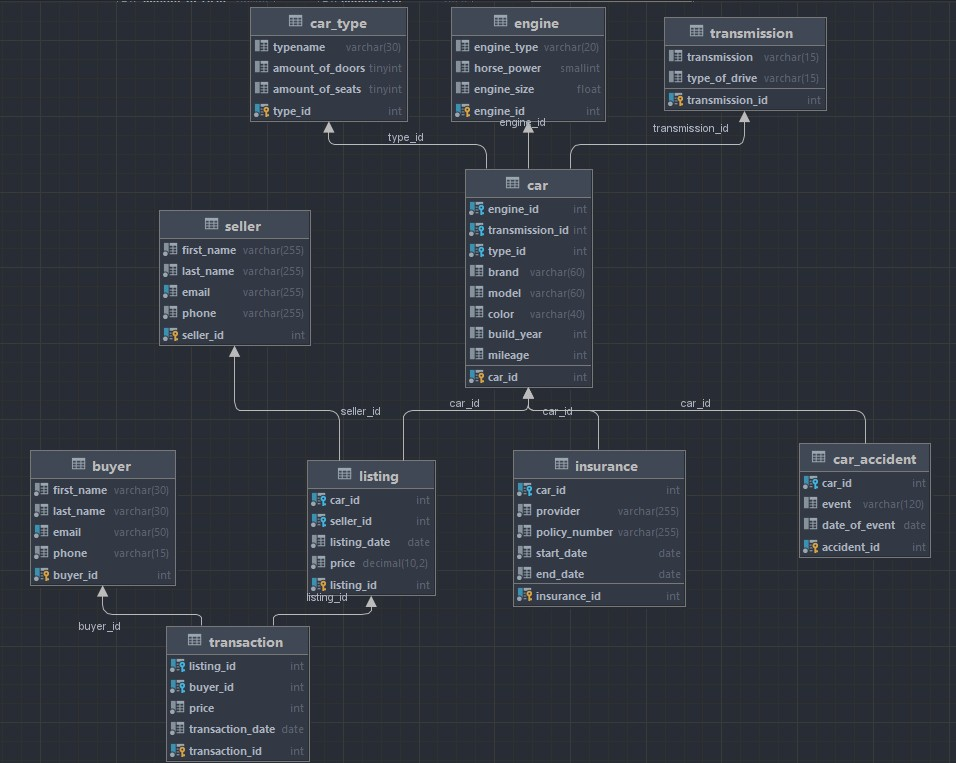 car_type
typename varchar(30)
amount_of_doors tinyint
amount_of_seats tinyint
type_id int
engine
engine_type varchar(20)
horse_power smallint
engine_size float
engine_id int
transmission
transmission varchar(15)
type_of_drive varchar(15)
transmission_id int
type_id
engine_id
transmission_id
car
engine_id int
transmission_id int
type_id int
brand varchar(60)
model varchar(60)
color varchar(40)
build_year int
mileage int
car_id int
seller
first_name varchar(255)
last_name varchar(255)
email varchar(255)
phone varchar(255)
seller_id int
seller_id
car_id
car_id
car_id
buyer
first_name varchar(30)
last_name varchar(30)
email varchar(50)
phone varchar(15)
buyer_id int
listing
car_id int
seller_id int
listing_date date
price decimal(10,2)
listing_id int
insurance
car_id int
provider varchar(255)
policy_number varchar(255)
start_date date
end_date date
insurance_id int
car_accident
car_id int
event varchar(120)
date_of_event date
accident_id int
buyer_id
listing_id
transaction
listing_id int
buyer_id int
price int
transaction_date date
transaction_id int